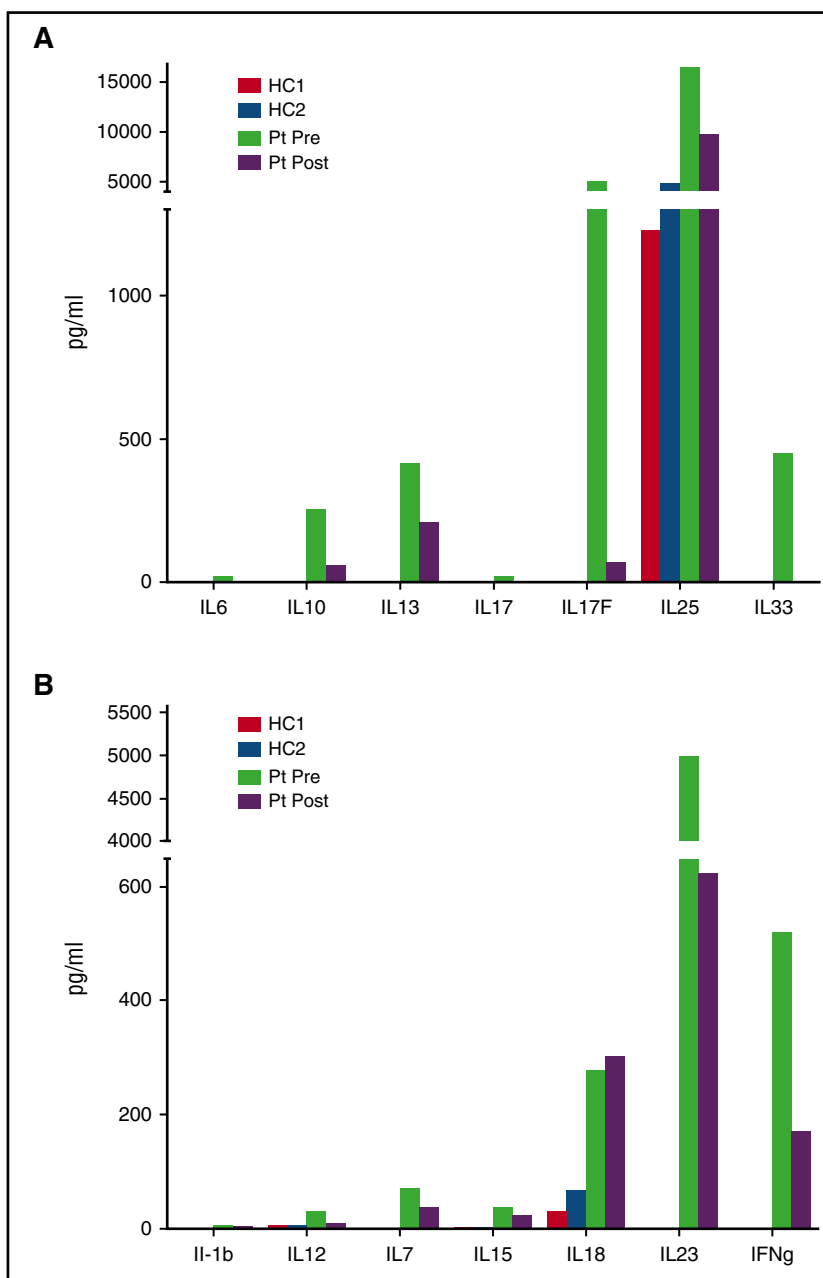 A
15000
10000
5000
1000
500
0
pg/ml
HC1
HC2
Pt Pre
Pt Post
IL6 IL10 IL13 IL17 IL17F IL25 IL33
B
5500
5000
4500
4000
600
400
200
0
pg/ml
HC1
HC2
Pt Pre
Pt Post
Il-1b IL12 IL7 IL15 IL18 IL23 IFNg